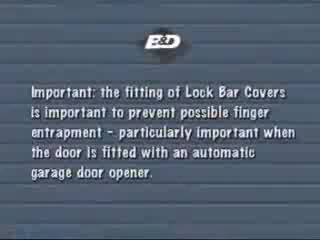 B&D
Important: the fitting of Lock Bar Covers
is important to prevent possible finger
entrapment - particularly important when
the door is fitted with an automatic
garage door opener.